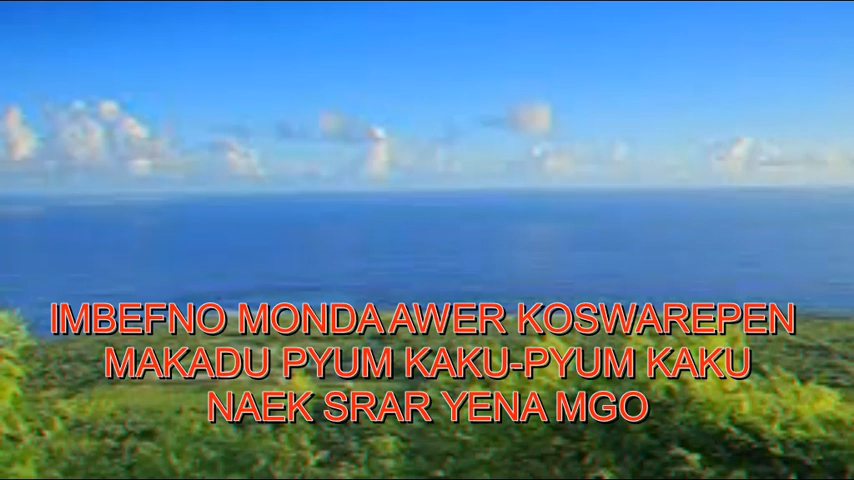 IMBEFNO MONDA AWER KOSWAREPEN
MAKADU PYUM KAKU-PYUM KAKU
NAEK SRAR YENA MGO